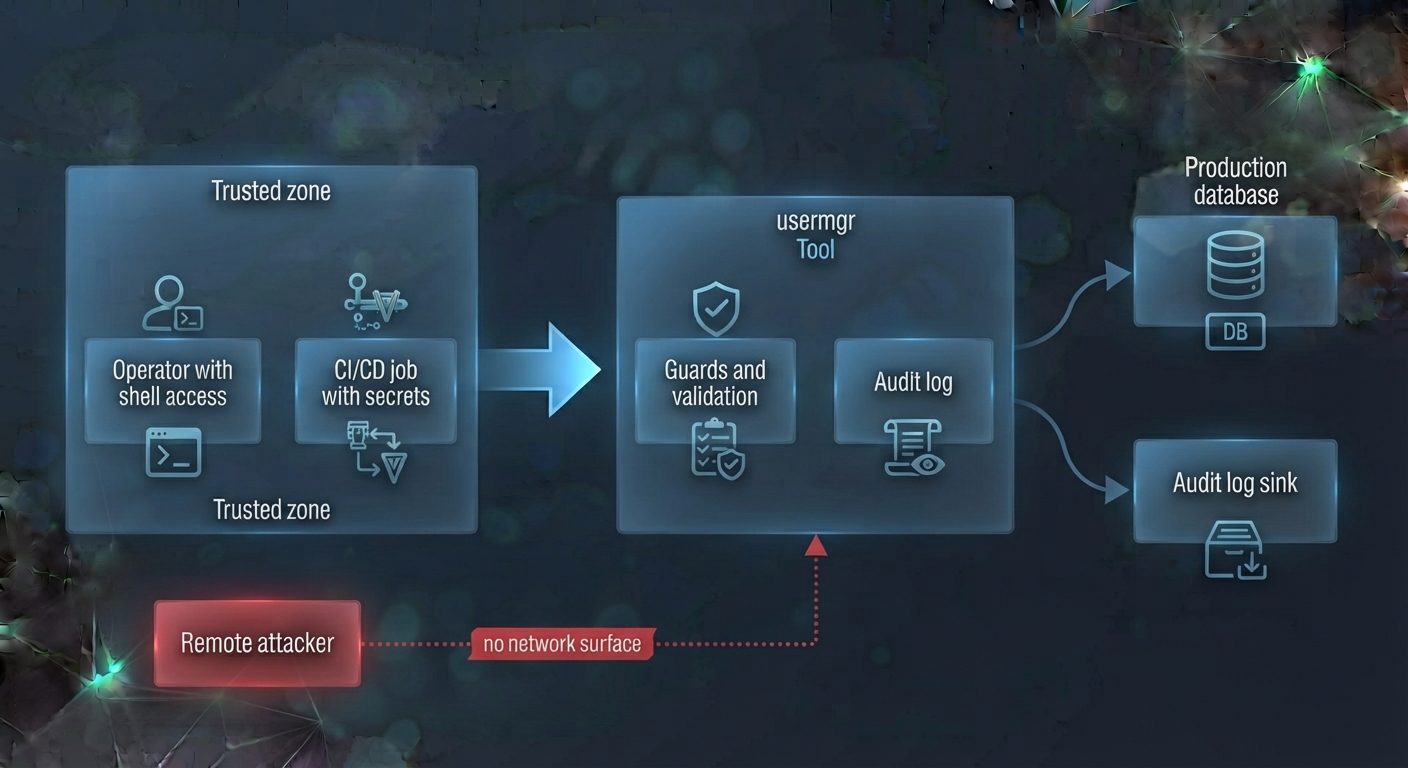 Trusted zone
Operator with
shell access
>_
CI/CD job
with secrets
Trusted zone
usermgr
Tool
Guards and
validation
Audit log
Production
database
DB
Audit log sink
Remote attacker
no network surface